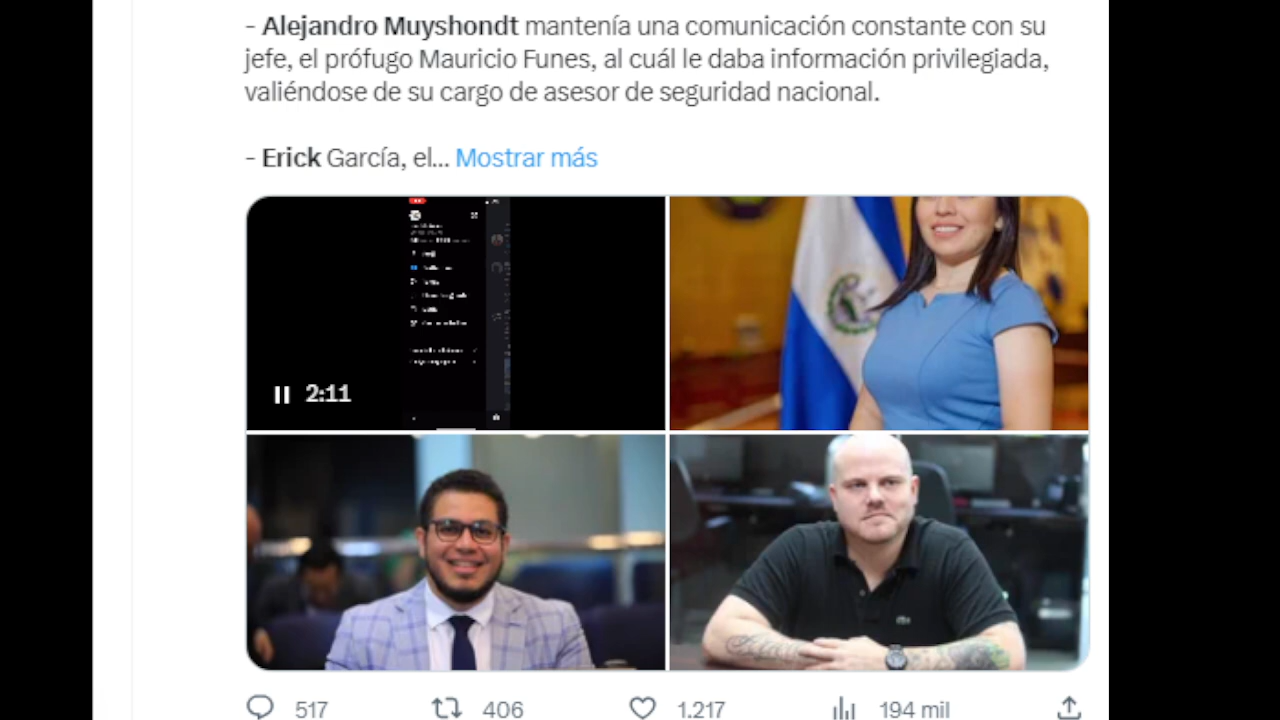 - Alejandro Muyshondt mantenía una comunicación constante con su
jefe, el prófugo Mauricio Funes, al cuál le daba información privilegiada,
valiéndose de su cargo de asesor de seguridad nacional.
- Erick García, el... Mostrar más
2:11
517 406 1.217 194 mil